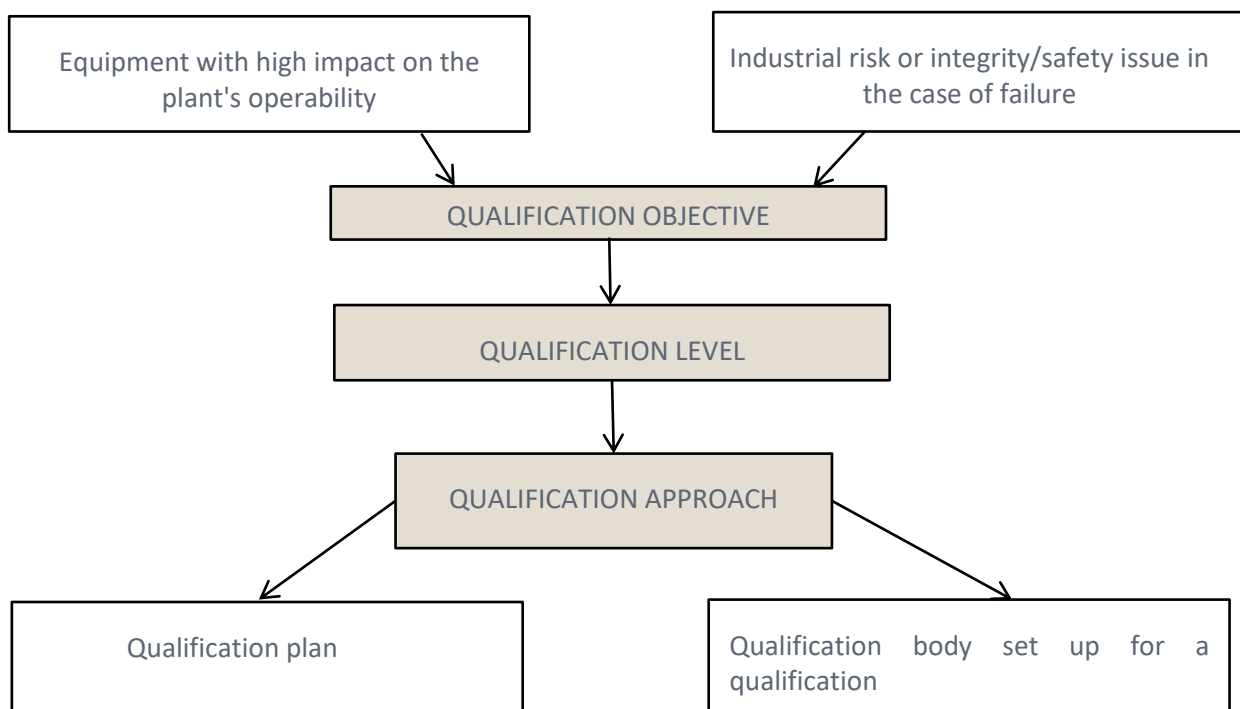 Equipment with high impact on the
plant's operability
Industrial risk or integrity/safety issue in
the case of failure
QUALIFICATION OBJECTIVE
QUALIFICATION LEVEL
QUALIFICATION APPROACH
Qualification plan
Qualification body set up for a
qualification